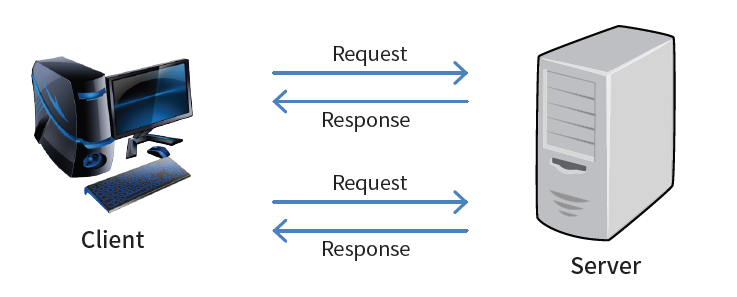 Request
Response
Request
Response
Client
Server